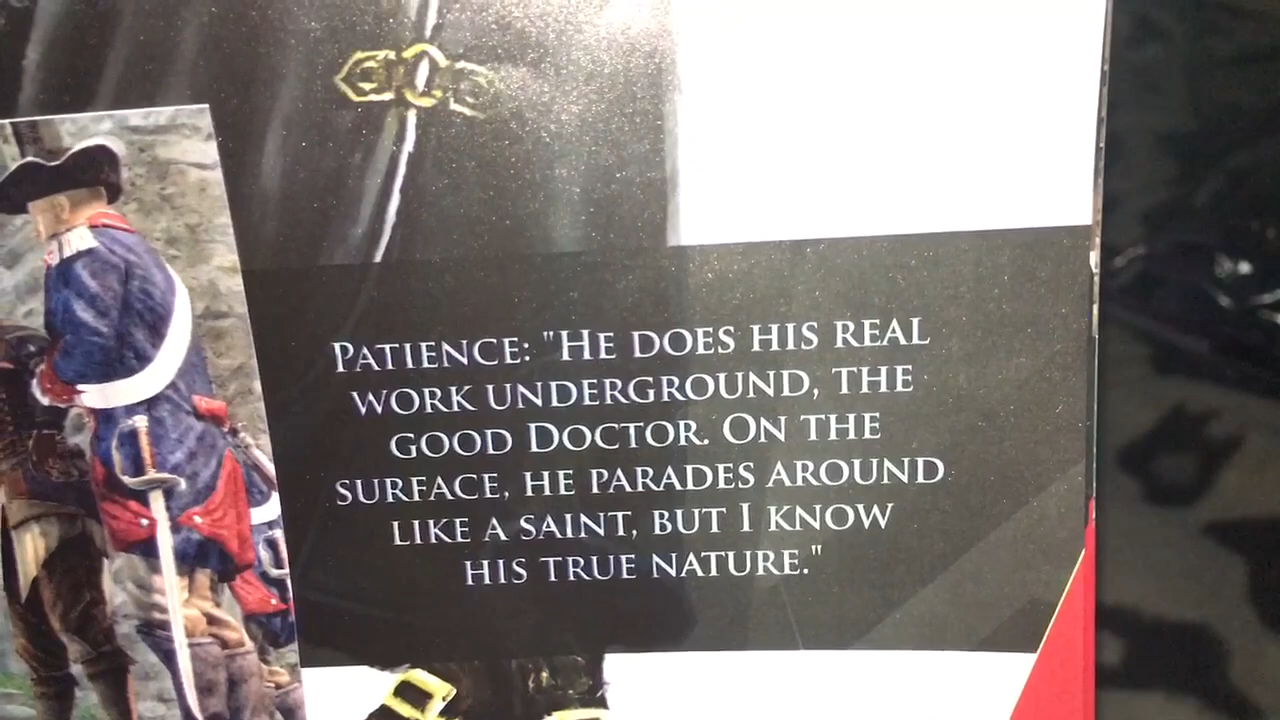 PATIENCE: "HE DOES HIS REAL
WORK UNDERGROUND, THE
GOOD DOCTOR. ON THE
SURFACE, HE PARADES AROUND
LIKE A SAINT, BUT I KNOW
HIS TRUE NATURE."